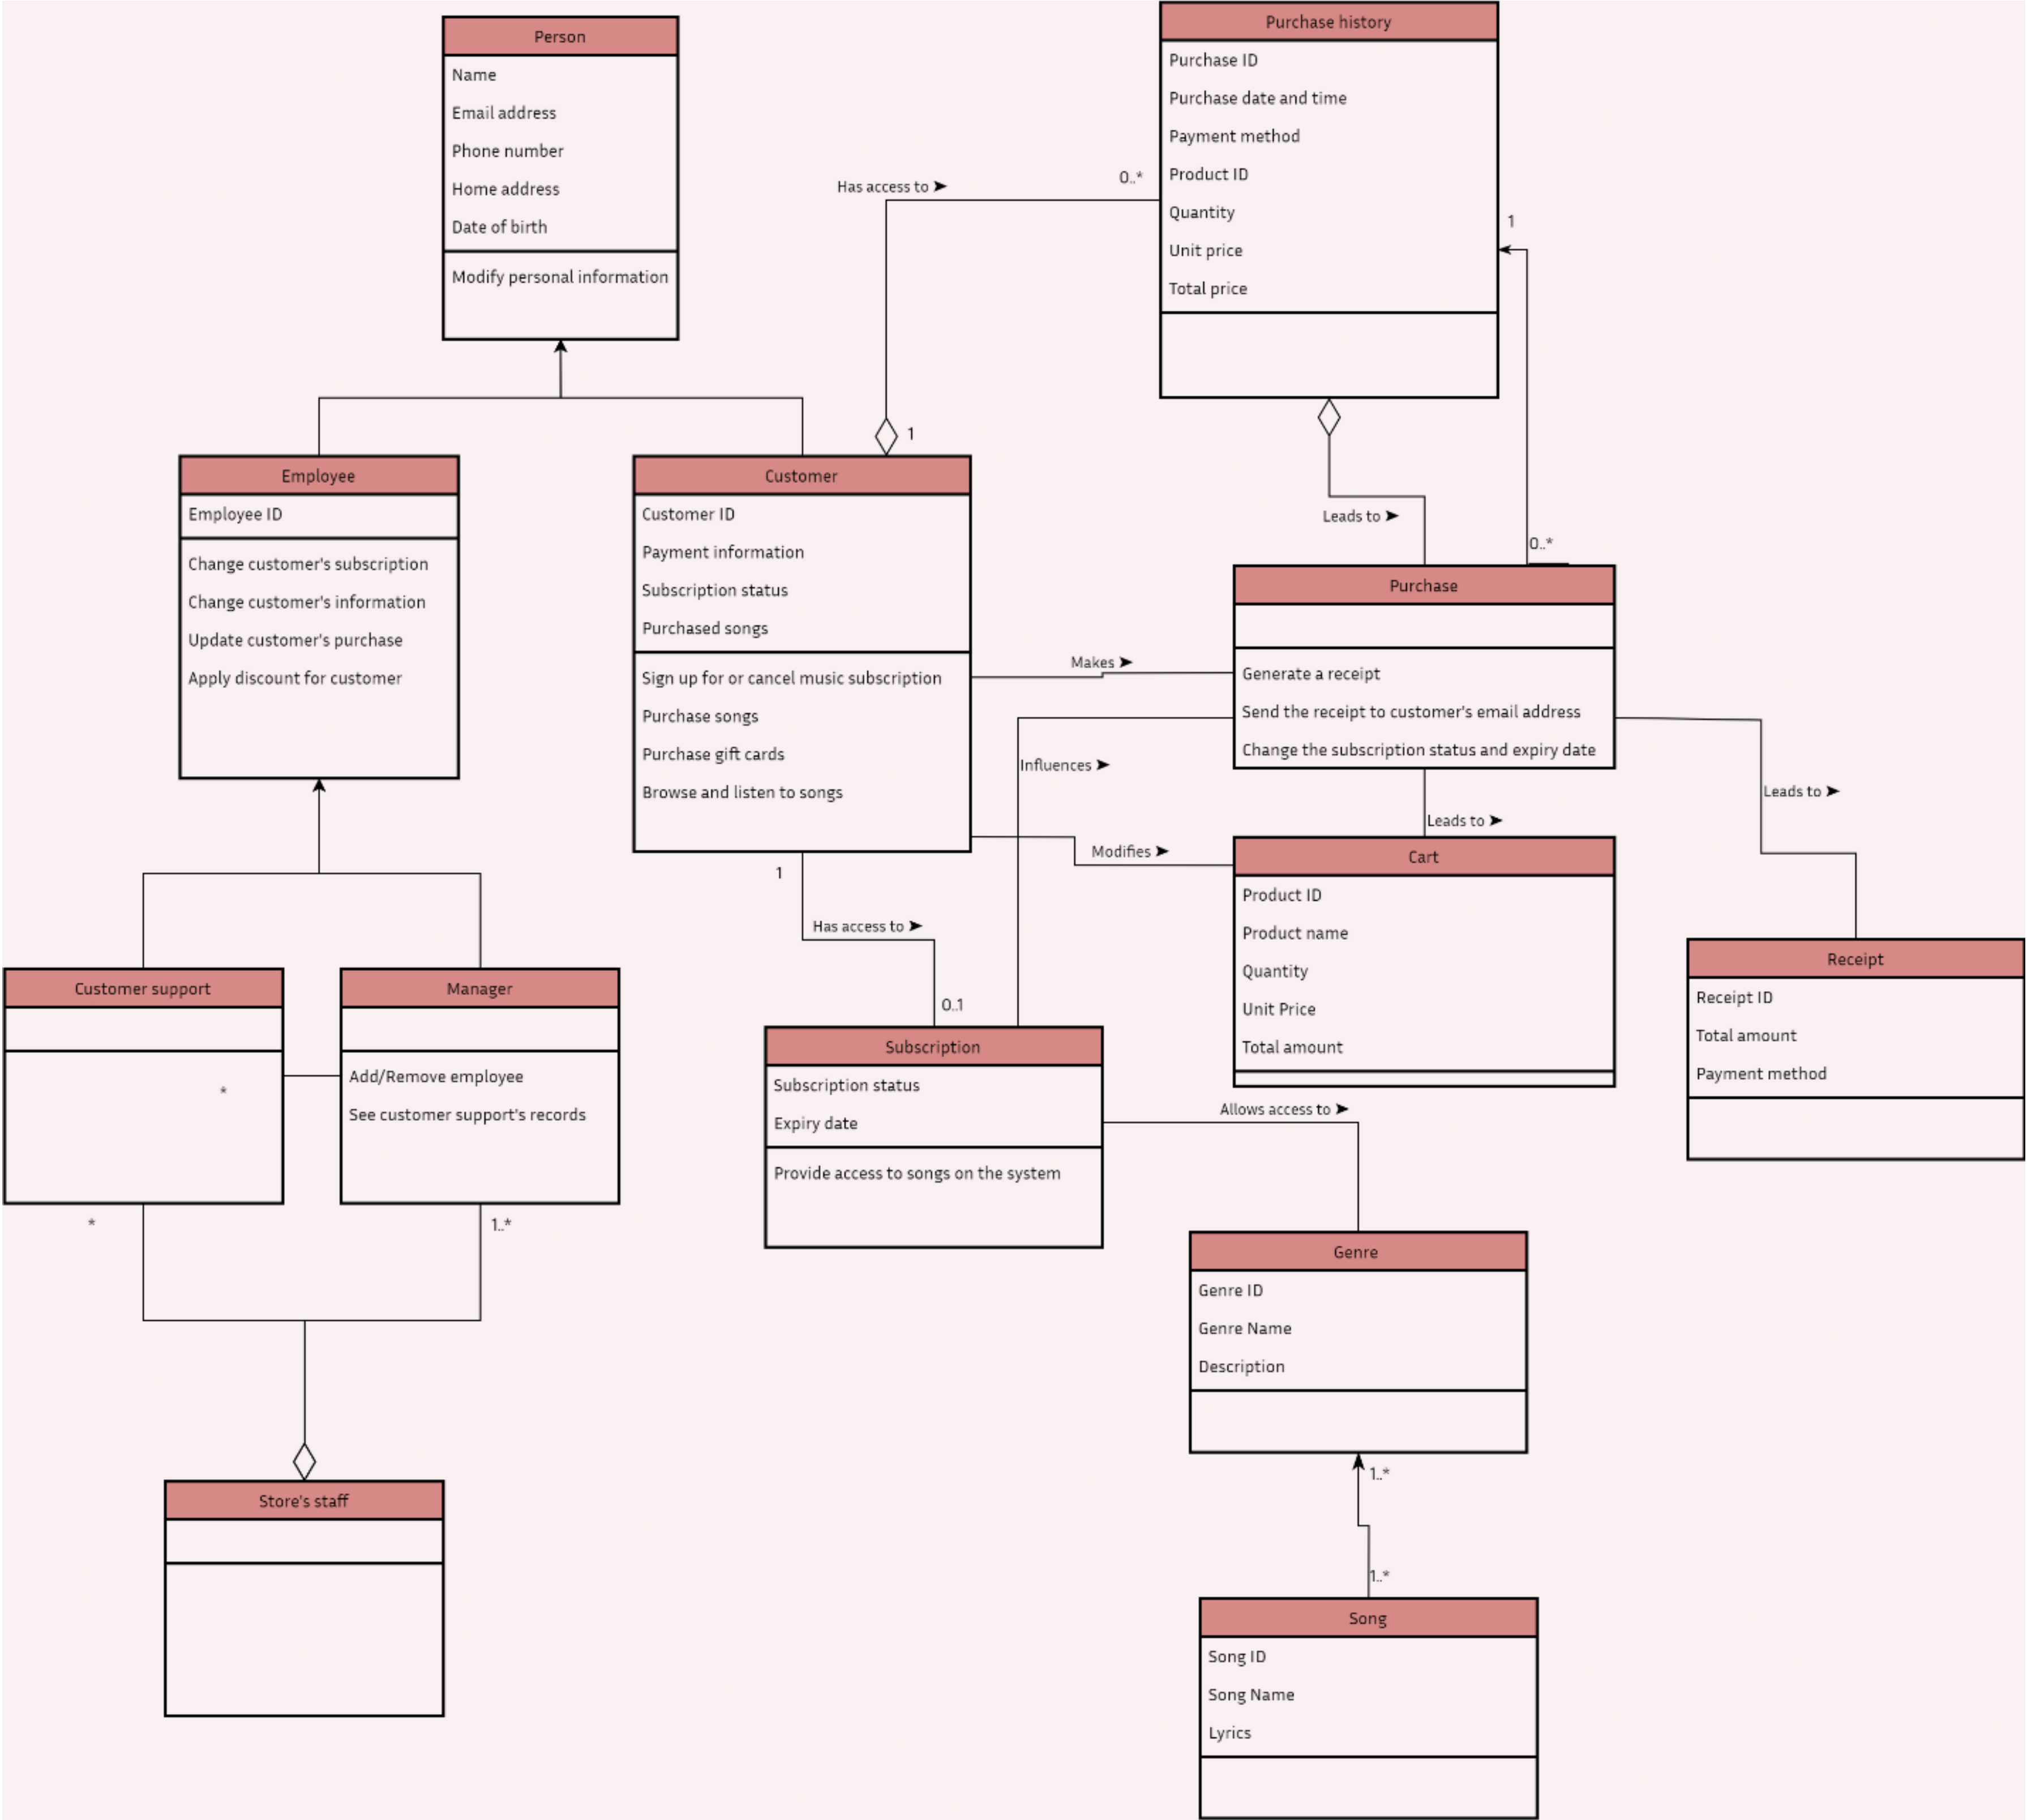 Person
Name
Email address
Phone number
Home address
Date of birth
Modify personal information
Purchase history
Purchase ID
Purchase date and time
Payment method
Product ID
Quantity
Unit price
Total price
Has access to ➤
0..*
1
1
Leads to ➤
0..*
Employee
Employee ID
Change customer's subscription
Change customer's information
Update customer's purchase
Apply discount for customer
Customer
Customer ID
Payment information
Subscription status
Purchased songs
Sign up for or cancel music subscription
Purchase songs
Purchase gift cards
Browse and listen to songs
Makes ➤
Influences ➤
Modifies ➤
Purchase
Generate a receipt
Send the receipt to customer's email address
Change the subscription status and expiry date
Leads to ➤
Leads to ➤
Cart
Product ID
Product name
Quantity
Unit Price
Total amount
Receipt
Receipt ID
Total amount
Payment method
1
Has access to ➤
0..1
Customer support
*
*
Manager
Add/Remove employee
See customer support's records
1..*
Subscription
Subscription status
Expiry date
Provide access to songs on the system
Allows access to ➤
Genre
Genre ID
Genre Name
Description
1..*
1..*
Store's staff
Song
Song ID
Song Name
Lyrics